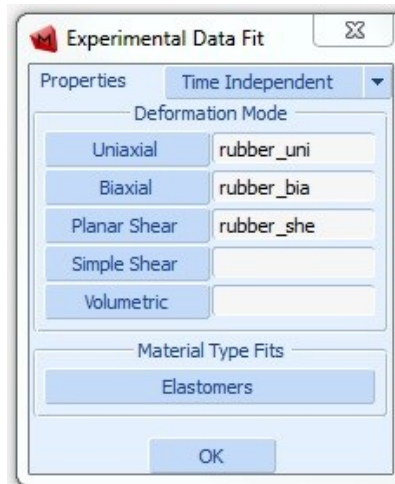 Experimental Data Fit
Properties Time Independent
Deformation Mode
Uniaxial rubber_uni
Biaxial rubber_bia
Planar Shear rubber_she
Simple Shear
Volumetric
Material Type Fits
Elastomers
OK